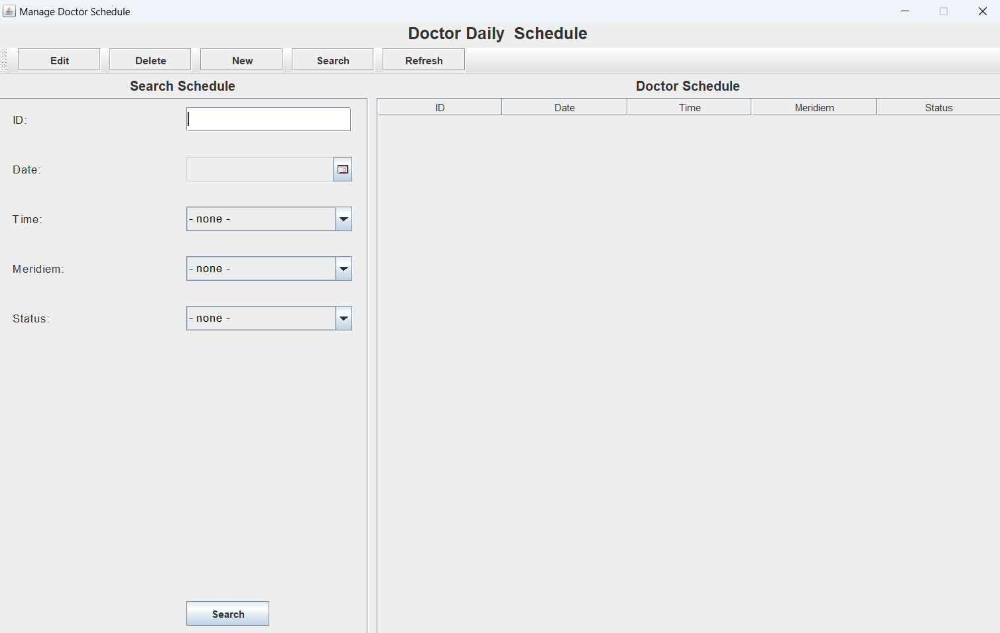 Manage Doctor Schedule
Doctor Daily  Schedule
Edit Delete New Search Refresh
Search Schedule
Doctor Schedule
ID Date Time Meridiem Status
ID:
Date:
Time: - none -
Meridiem: - none -
Status: - none -
Search